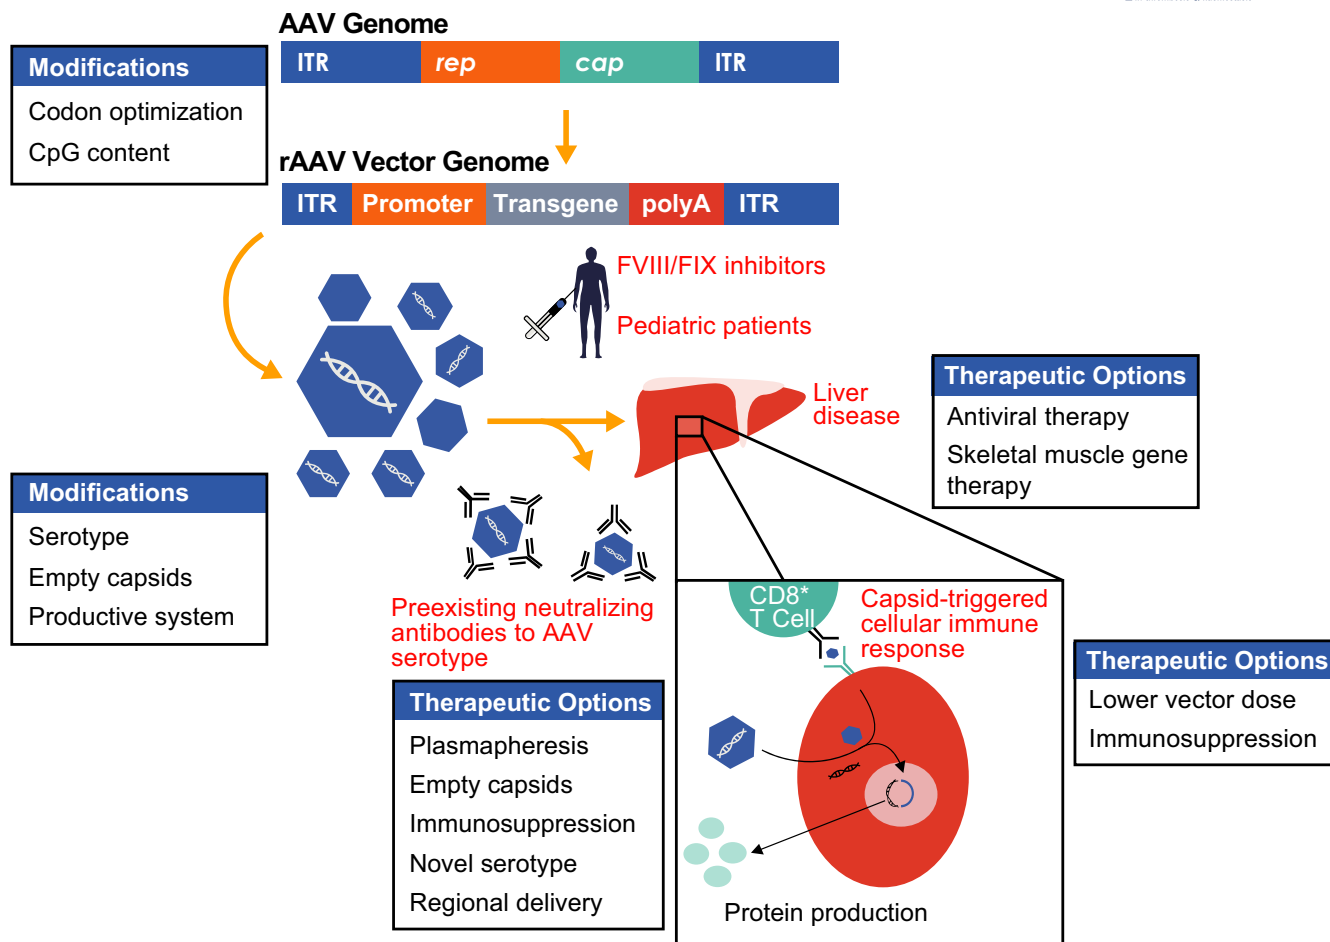 AAV Genome
ITR rep cap ITR
Modifications
Codon optimization
CpG content
rAAV Vector Genome
ITR Promoter Transgene polyA ITR
FVIII/FIX inhibitors
Pediatric patients
Liver
disease
Therapeutic Options
Antiviral therapy
Skeletal muscle gene
therapy
Modifications
Serotype
Empty capsids
Productive system
Preexisting neutralizing
antibodies to AAV
serotype
Therapeutic Options
Plasmapheresis
Empty capsids
Immunosuppression
Novel serotype
Regional delivery
CD8*
T Cell
Capsid-triggered
cellular immune
response
Protein production
Therapeutic Options
Lower vector dose
Immunosuppression